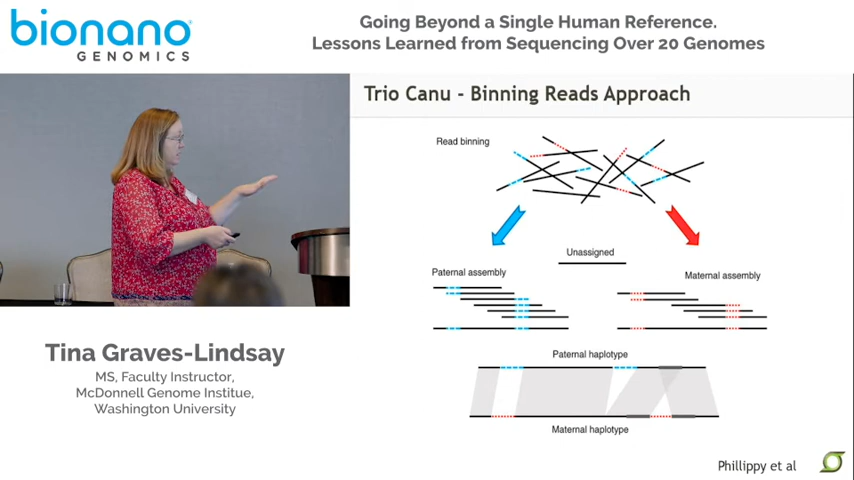 bionano
GENOMICS
Going Beyond a Single Human Reference.
Lessons Learned from Sequencing Over 20 Genomes
Trio Canu - Binning Reads Approach
Read binning
Unassigned
Paternal assembly
Maternal assembly
Paternal haplotype
Maternal haplotype
Phillippy et al
Tina Graves-Lindsay
MS, Faculty Instructor,
McDonnell Genome Institue,
Washington University